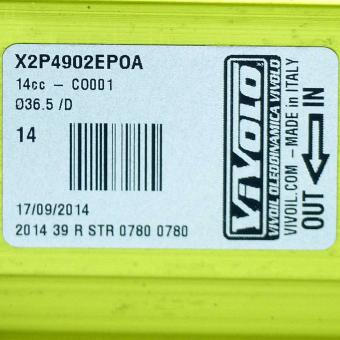 X2P4902EPOA
14cc - CO001
Ø36.5 /D
14
17/09/2014
2014 39 R STR 0780 0780
ViVOLO
VIVOIL OLEODINAMICA VIVOLO
VIVOIL.COM - MADE in ITALY
OUT IN